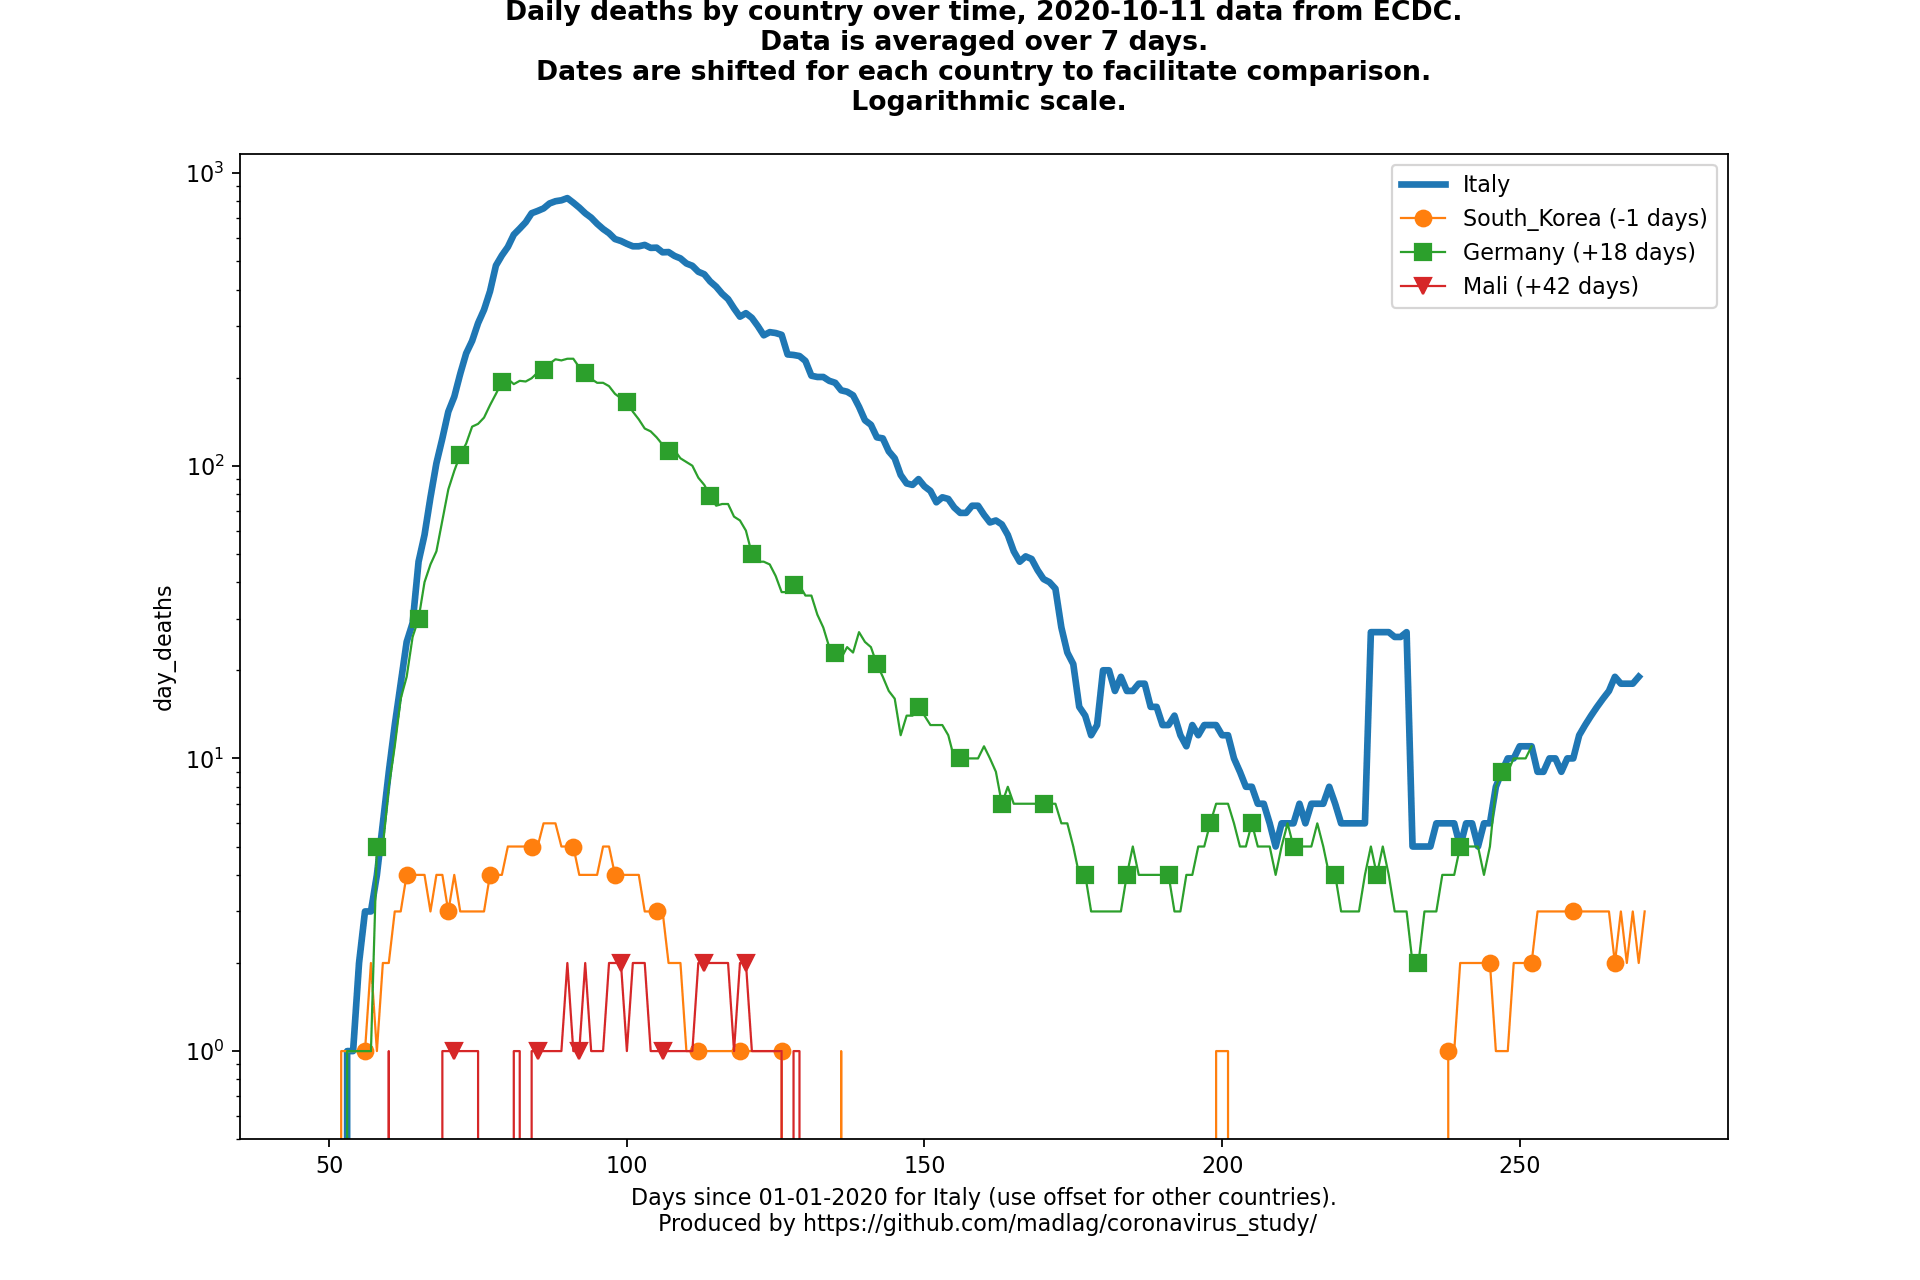 Daily deaths by country over time, 2020-10-11 data from ECDC.
Data is averaged over 7 days.
Dates are shifted for each country to facilitate comparison.
Logarithmic scale.
10³
10²
10¹
10⁰
day_deaths
Italy
South_Korea (-1 days)
Germany (+18 days)
Mali (+42 days)
50 100 150 200 250
Days since 01-01-2020 for Italy (use offset for other countries).
Produced by https://github.com/madlag/coronavirus_study/